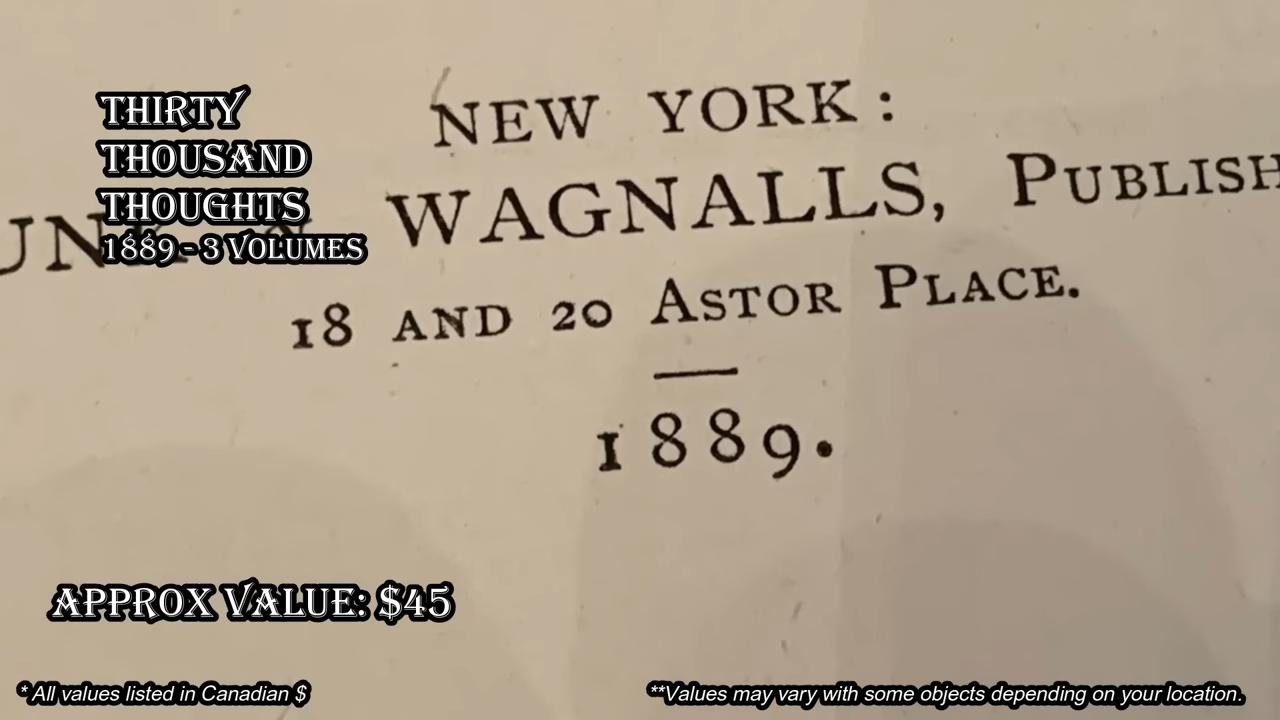 THIRTY
THOUSAND
THOUGHTS
1889 - 3 VOLUMES
NEW YORK:
WAGNALLS, PUBLISH
18 AND 20 ASTOR PLACE.
1889.
APPROX VALUE: $45
* All values listed in Canadian $
**Values may vary with some objects depending on your location.